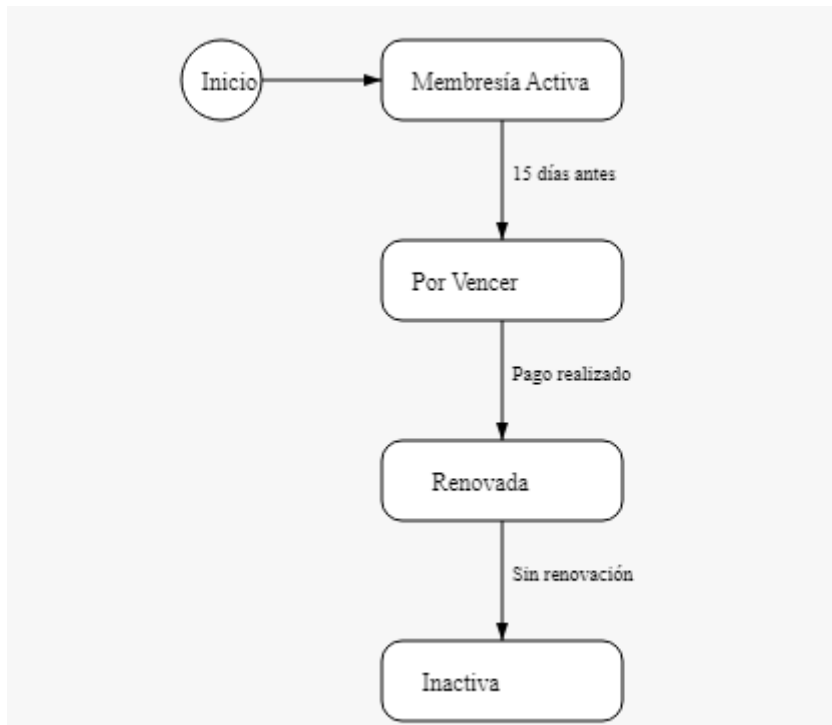 Inicio
Membresía Activa
15 días antes
Por Vencer
Pago realizado
Renovada
Sin renovación
Inactiva